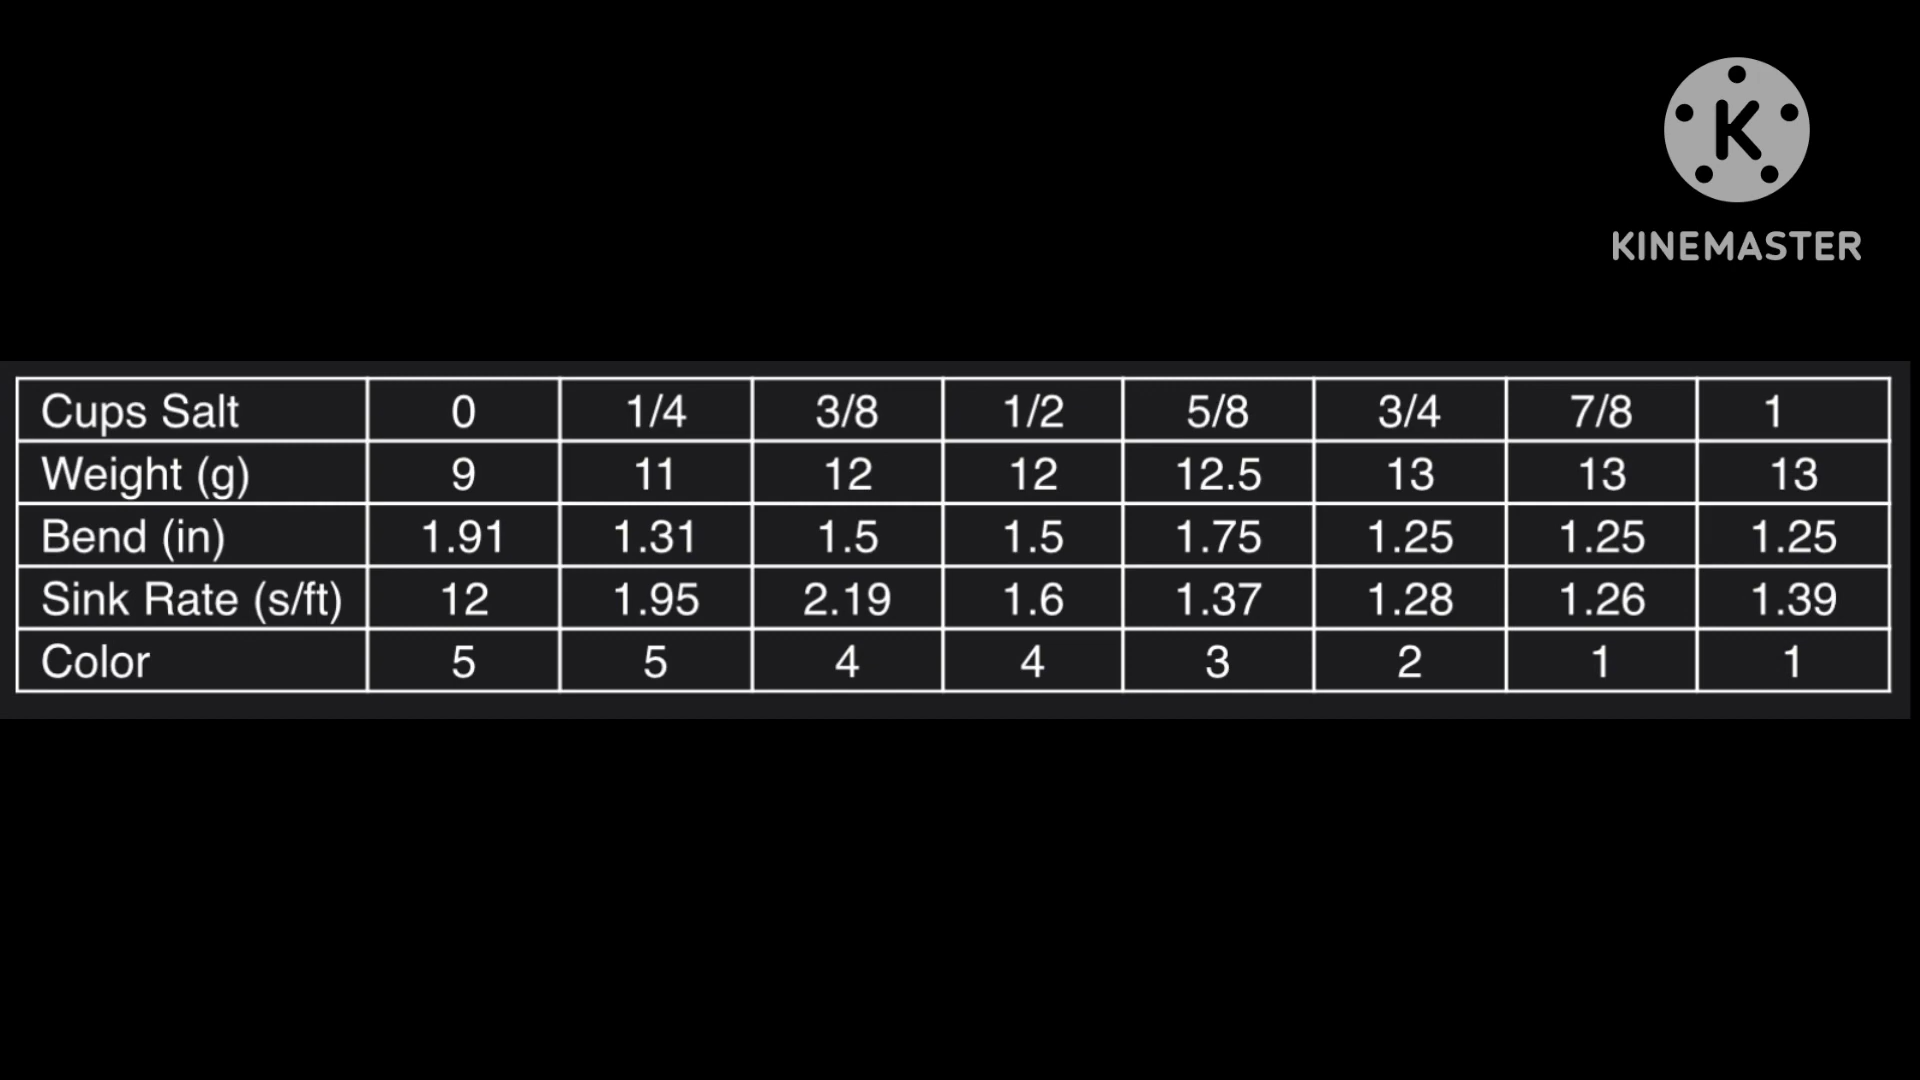 K
KINEMASTER
Cups Salt 0 1/4 3/8 1/2 5/8 3/4 7/8 1
Weight (g) 9 11 12 12 12.5 13 13 13
Bend (in) 1.91 1.31 1.5 1.5 1.75 1.25 1.25 1.25
Sink Rate (s/ft) 12 1.95 2.19 1.6 1.37 1.28 1.26 1.39
Color 5 5 4 4 3 2 1 1